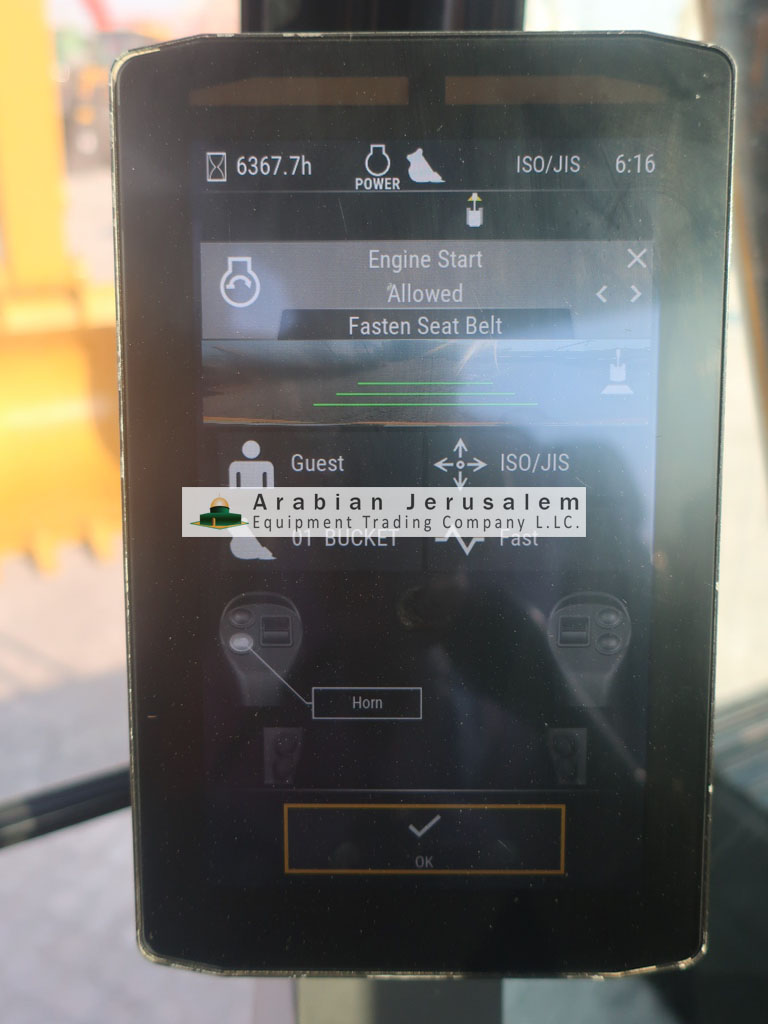 6367.7h POWER ISO/JIS 6:16
Engine Start
Allowed
Fasten Seat Belt
Guest ISO/JIS
Arabian Jerusalem
Equipment Trading Company L.L.C.
01 BUCKET Fast
Horn
OK